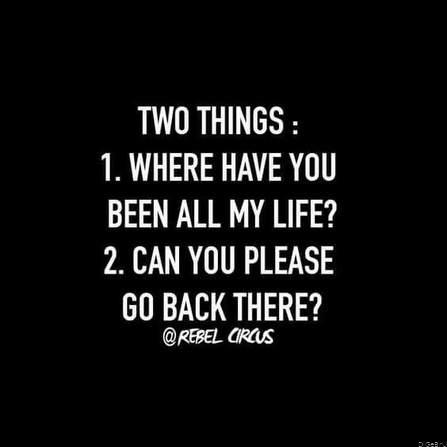 TWO THINGS :
1. WHERE HAVE YOU
BEEN ALL MY LIFE?
2. CAN YOU PLEASE
GO BACK THERE?
@REBEL CIRCUS